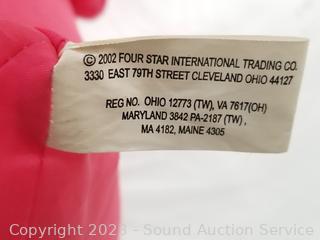 © 2002 FOUR STAR INTERNATIONAL TRADING CO.
3330 EAST 79TH STREET CLEVELAND OHIO 44127
REG NO. OHIO 12773 (TW), VA 7617(OH)
MARYLAND 3842 PA-2187 (TW) ,
MA 4182, MAINE 4305
Copyright 2023 - Sound Auction Service